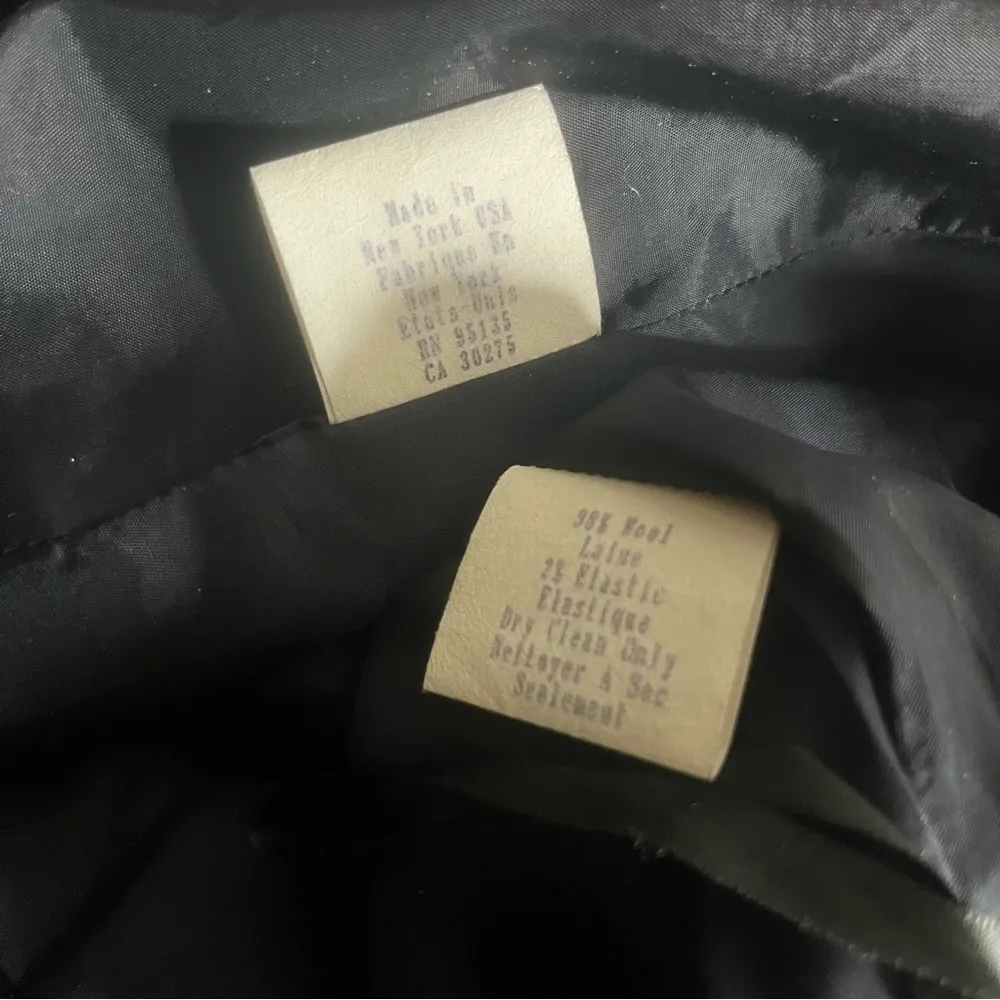 Made in
New York USA
Fabrique En
New York
Etats-Unis
RN 95135
CA 30275
98% Wool
Laine
2% Elastic
Elastique
Dry Clean Only
Nettoyer A Sec
Seulement